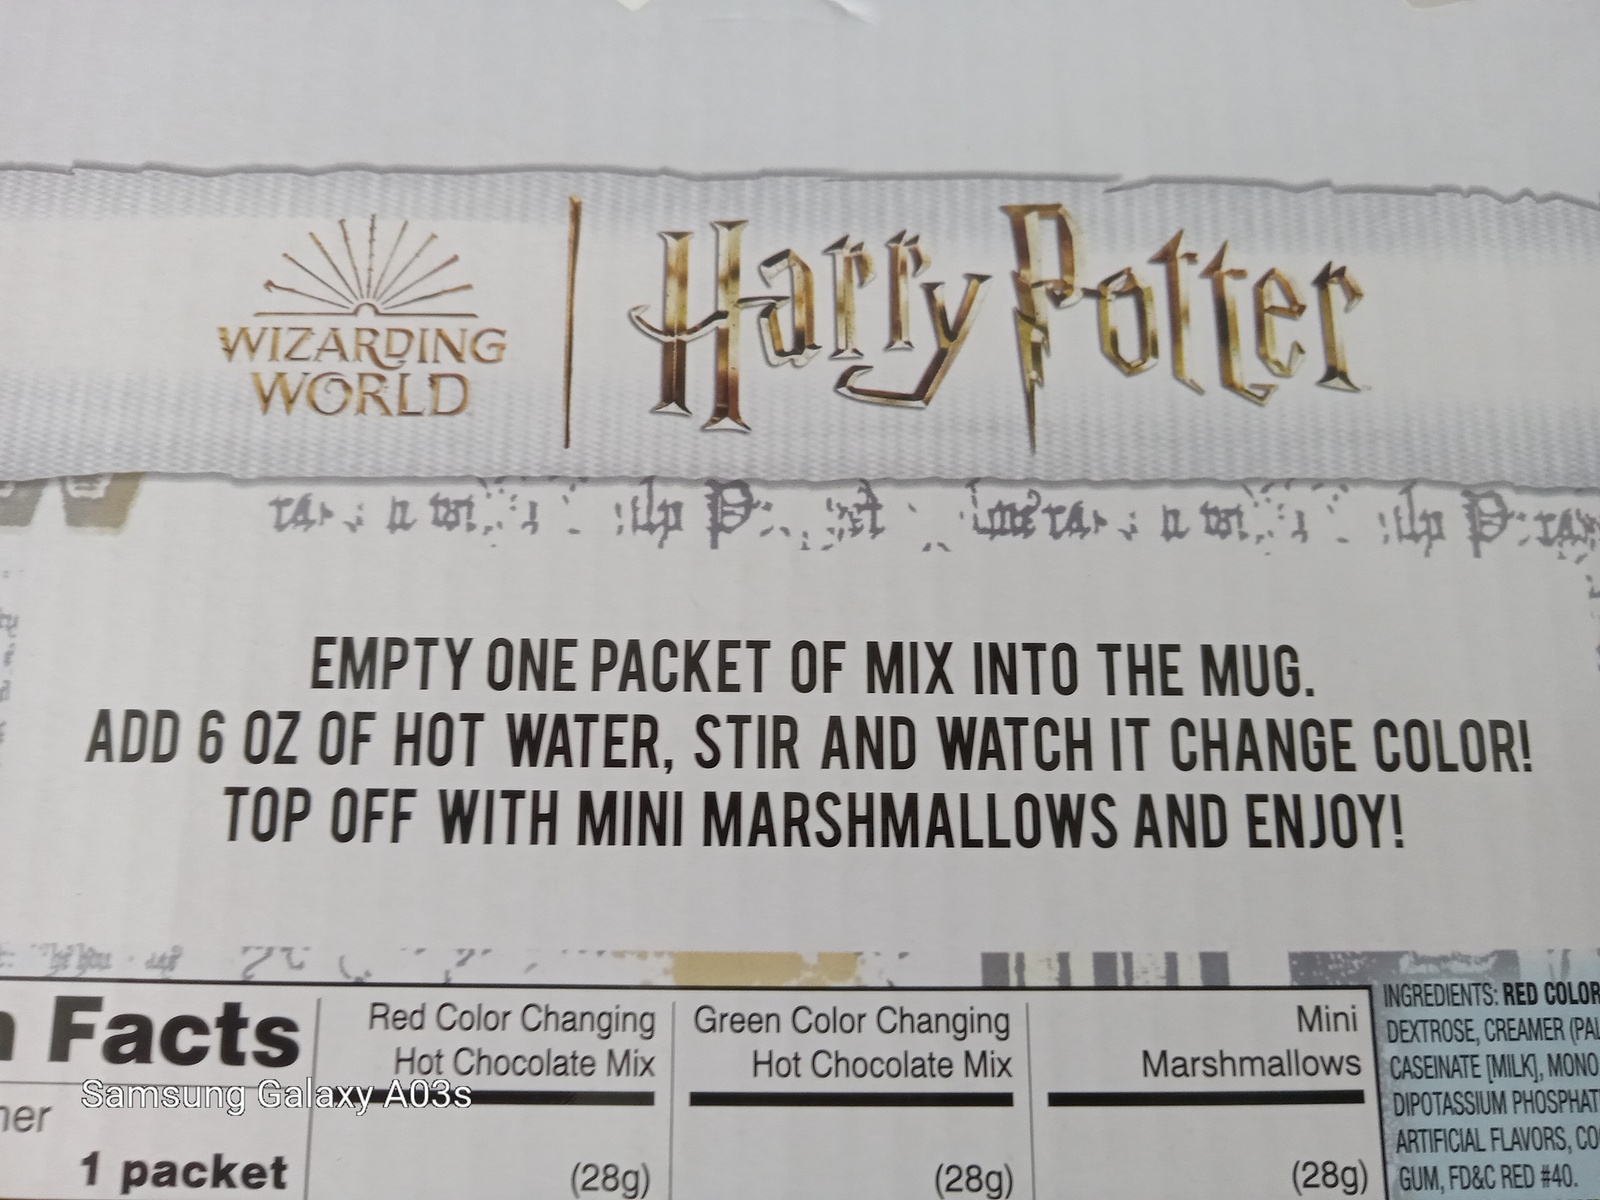 WIZARDING
WORLD
Harry Potter
EMPTY ONE PACKET OF MIX INTO THE MUG.
ADD 6 OZ OF HOT WATER, STIR AND WATCH IT CHANGE COLOR!
TOP OFF WITH MINI MARSHMALLOWS AND ENJOY!
Facts
1 packet
Red Color Changing
Hot Chocolate Mix
(28g)
Green Color Changing
Hot Chocolate Mix
(28g)
Mini
Marshmallows
(28g)
INGREDIENTS: RED COLOR
DEXTROSE, CREAMER (PAL
CASEINATE [MILK], MONO
DIPOTASSIUM PHOSPHAT
ARTIFICIAL FLAVORS, CO
GUM, FD&C RED #40.
Samsung Galaxy A03s